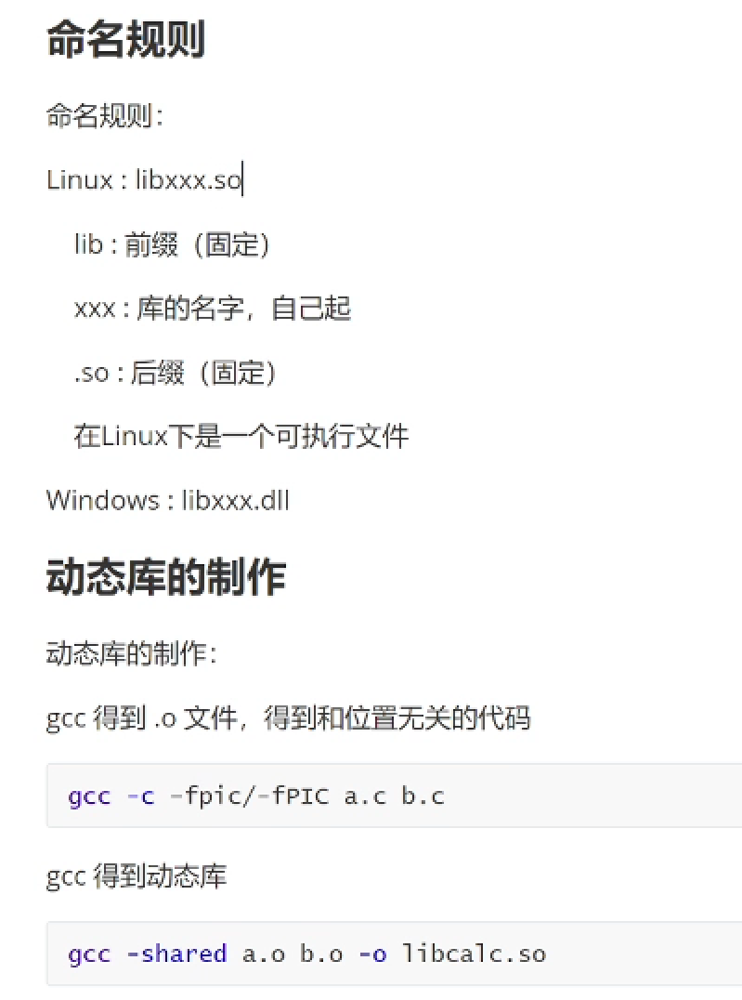 命名规则
命名规则：
Linux : libxxx.so
lib : 前缀（固定）
xxx : 库的名字，自己起
.so : 后缀（固定）
在Linux下是一个可执行文件
Windows : libxxx.dll
动态库的制作
动态库的制作：
gcc 得到 .o 文件，得到和位置无关的代码
gcc -c -fpic/-fPIC a.c b.c
gcc 得到动态库
gcc -shared a.o b.o -o libcalc.so